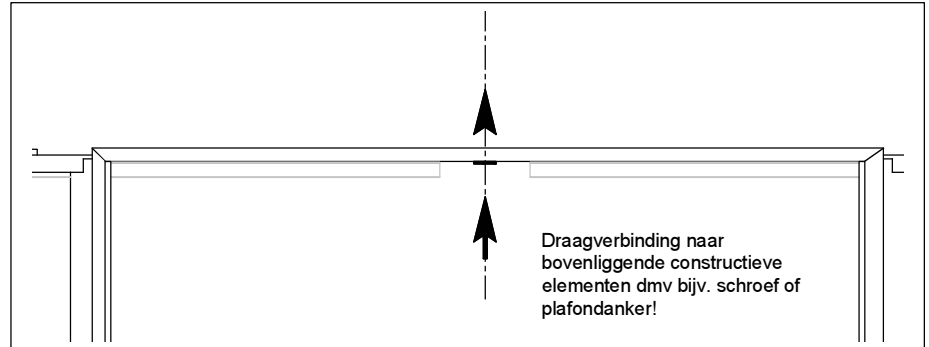 Draagverbinding naar
bovenliggende constructieve
elementen dmv bijv. schroef of
plafondanker!